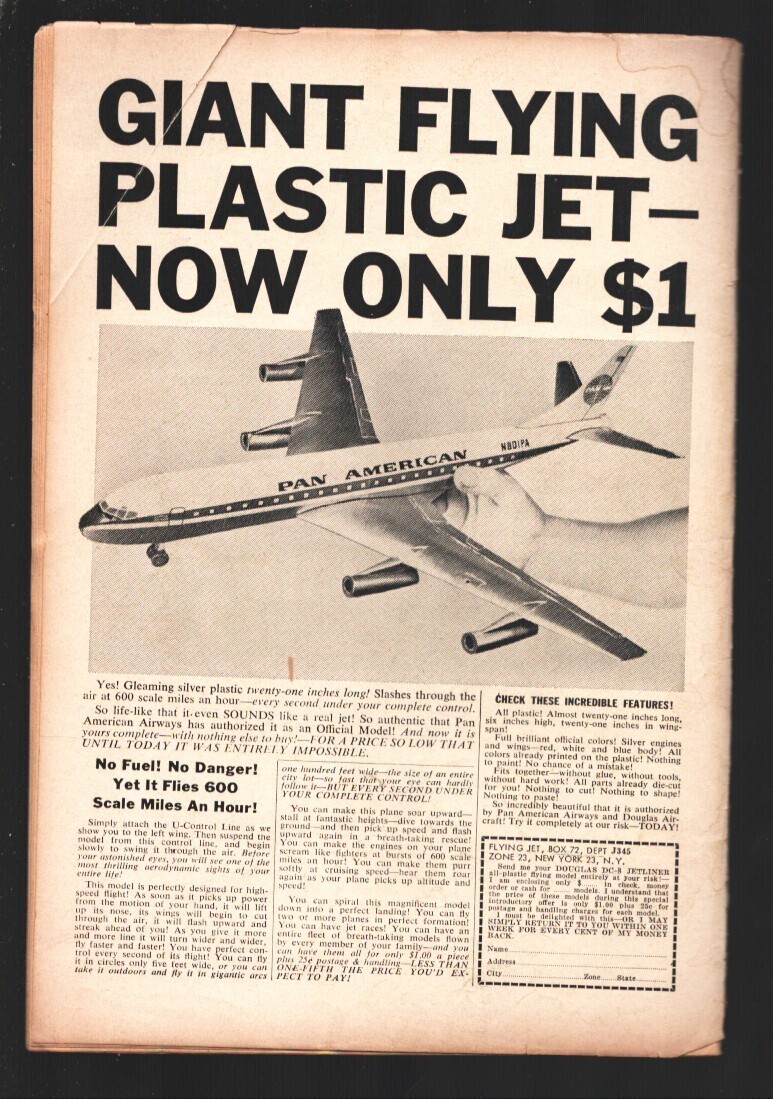 GIANT FLYING
PLASTIC JET—
NOW ONLY $1
PAN AMERICAN
N801PA
PAN AM
Yes! Gleaming silver plastic twenty-one inches long! Slashes through the
air at 600 scale miles an hour—every second under your complete control.
So life-like that it even SOUNDS like a real jet! So authentic that Pan
American Airways has authorized it as an Official Model! And now it is
yours complete—with nothing else to buy!—FOR A PRICE SO LOW THAT
UNTIL TODAY IT WAS ENTIRELY IMPOSSIBLE.
No Fuel! No Danger!
Yet It Flies 600
Scale Miles An Hour!
Simply attach the U-Control Line as we
show you to the left wing. Then suspend the
model from this control line, and begin
slowly to swing it through the air. Before
your astonished eyes, you will see one of the
most thrilling aerodynamic sights of your
entire life!
This model is perfectly designed for high-
speed flight! As soon as it picks up power
from the motion of your hand, it will lift
up its nose, its wings will begin to cut
through the air, it will flash upward and
streak ahead of you! As you give it more
and more line it will turn wider and wider,
fly faster and faster! You have perfect con-
trol every second of its flight! You can fly
it in circles only five feet wide, or you can
take it outdoors and fly it in gigantic arcs
one hundred feet wide—the size of an entire
city lot—so fast that your eye can hardly
follow it—BUT EVERY SECOND UNDER
YOUR COMPLETE CONTROL!
You can make this plane soar upward—
stall at fantastic heights—dive towards the
ground—and then pick up speed and flash
upward again in a breath-taking rescue!
You can make the engines on your plane
scream like fighters at bursts of 600 scale
miles an hour! You can make them purr
softly at cruising speed—hear them roar
again as your plane picks up altitude and
speed!
You can spiral this magnificent model
down into a perfect landing! You can fly
two or more planes in perfect formation!
You can have jet races! You can have an
entire fleet of breath-taking models flown
by every member of your family—and you
can have them all for only $1.00 a piece
plus 25¢ postage & handling—LESS THAN
ONE-FIFTH THE PRICE YOU'D EX-
PECT TO PAY!
CHECK THESE INCREDIBLE FEATURES!
All plastic! Almost twenty-one inches long,
six inches high, twenty-one inches in wing-
span!
Full brilliant official colors! Silver engines
and wings—red, white and blue body! All
colors already printed on the plastic! Nothing
to paint! No chance of a mistake!
Fits together—without glue, without tools,
without hard work! All parts already die-cut
for you! Nothing to cut! Nothing to shape!
Nothing to paste!
So incredibly beautiful that it is authorized
by Pan American Airways and Douglas Air-
craft! Try it completely at our risk—TODAY!
FLYING JET, BOX 72, DEPT J345
ZONE 23, NEW YORK 23, N.Y.
Send me your DOUGLAS DC-8 JETLINER
all-plastic flying model entirely at your risk!—
I am enclosing only $...... in check, money
order or cash for ...... models. I understand that
the price of these models during this special
introductory offer is only $1.00 plus 25¢ for
postage and handling charges for each model.
I must be delighted with this—OR I MAY
SIMPLY RETURN IT TO YOU WITHIN ONE
WEEK FOR EVERY CENT OF MY MONEY
BACK.
Name
Address
City Zone State